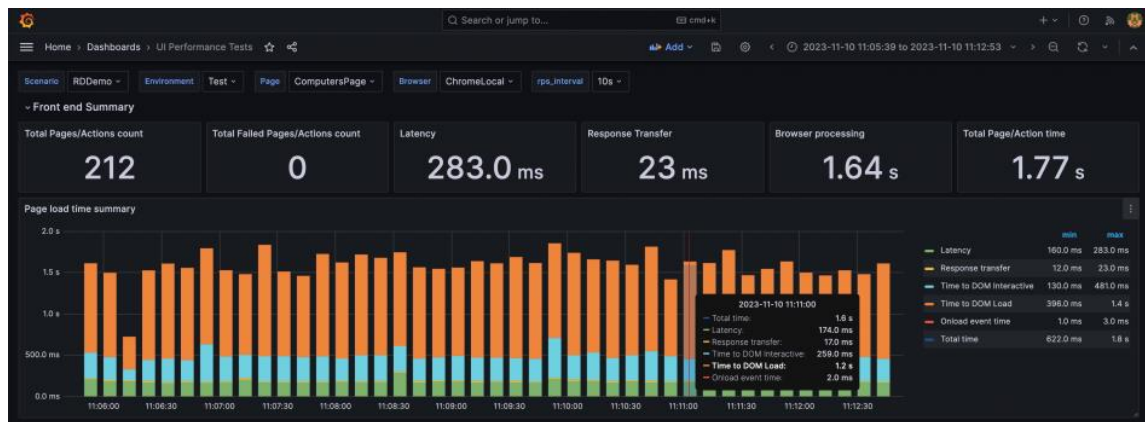 Search or jump to... cmd+k
Home › Dashboards › UI Performance Tests Add 2023-11-10 11:05:39 to 2023-11-10 11:12:53
Scenario RDDemo Environment Test Page ComputersPage Browser ChromeLocal rps_interval 10s
Front end Summary
Total Pages/Actions count Total Failed Pages/Actions count Latency Response Transfer Browser processing Total Page/Action time
212 0 283.0 ms 23 ms 1.64 s 1.77 s
Page load time summary
min max
2.0 s
Latency 160.0 ms 283.0 ms
Response transfer 12.0 ms 23.0 ms
1.5 s
Time to DOM Interactive 130.0 ms 481.0 ms
Time to DOM Load 396.0 ms 1.4 s
2023-11-10 11:11:00
1.0 s
Onload event time 1.0 ms 3.0 ms
Total time: 1.6 s
Total time 622.0 ms 1.8 s
Latency: 174.0 ms
Response transfer: 17.0 ms
500.0 ms
Time to DOM Interactive: 259.0 ms
Time to DOM Load: 1.2 s
Onload event time: 2.0 ms
0.0 ms
11:06:00 11:06:30 11:07:00 11:07:30 11:08:00 11:08:30 11:09:00 11:09:30 11:10:00 11:10:30 11:11:00 11:11:30 11:12:00 11:12:30